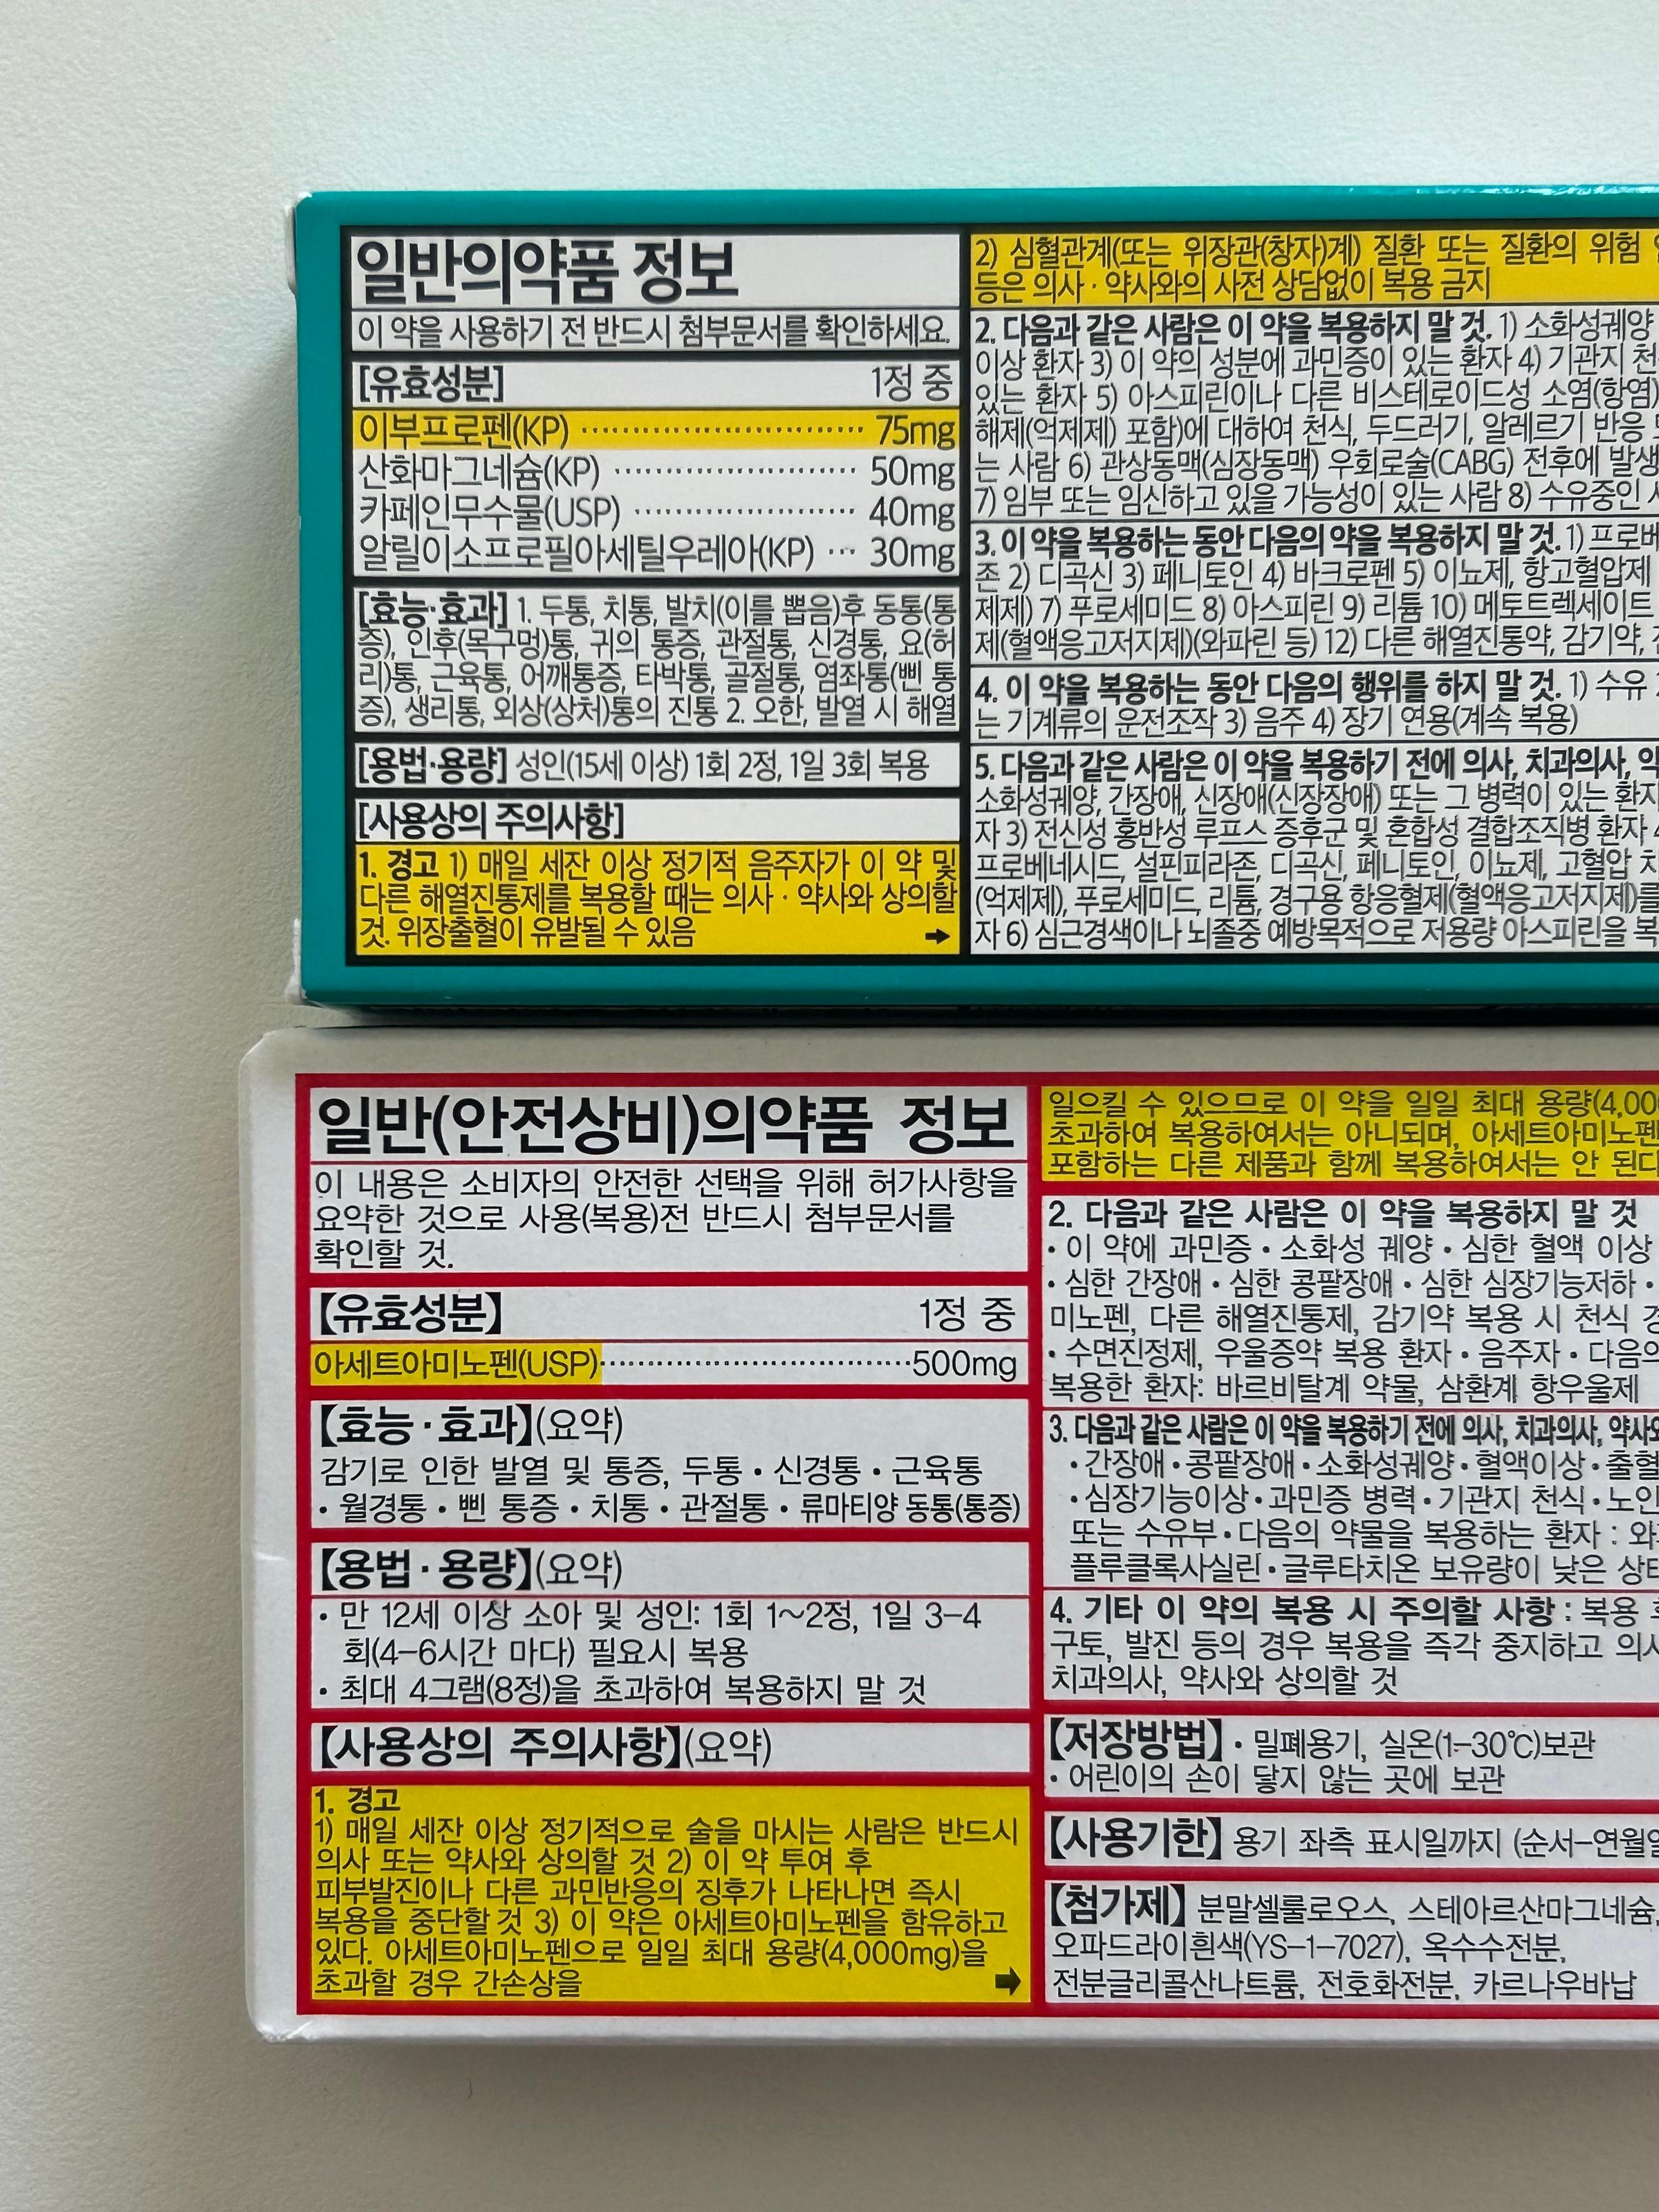 일반의약품 정보
이 약을 사용하기 전 반드시 첨부문서를 확인하세요.
[유효성분] 1정 중
이부프로펜(KP) 75mg
산화마그네슘(KP) 50mg
카페인무수물(USP) 40mg
알릴이소프로필아세틸우레아(KP) 30mg
[효능·효과] 1. 두통, 치통, 발치(이를 뽑음)후 동통(통
증), 인후(목구멍)통, 귀의 통증, 관절통, 신경통, 요(허
리)통, 근육통, 어깨통증, 타박통, 골절통, 염좌통(삔 통
증), 생리통, 외상(상처)통의 진통 2. 오한, 발열 시 해열
[용법·용량] 성인(15세 이상) 1회 2정, 1일 3회 복용
[사용상의 주의사항]
1. 경고 1) 매일 세잔 이상 정기적 음주자가 이 약 및
다른 해열진통제를 복용할 때는 의사·약사와 상의할
것. 위장출혈이 유발될 수 있음
2) 심혈관계(또는 위장관(창자)계) 질환 또는 질환의 위험
등은 의사·약사와의 사전 상담없이 복용 금지
2. 다음과 같은 사람은 이 약을 복용하지 말 것. 1) 소화성궤양
이상 환자 3) 이 약의 성분에 과민증이 있는 환자 4) 기관지
있는 환자 5) 아스피린이나 다른 비스테로이드성 소염(항염)
해제(억제제) 포함)에 대하여 천식, 두드러기, 알레르기 반응
는 사람 6) 관상동맥(심장동맥) 우회로술(CABG) 전후에
7) 임부 또는 임신하고 있을 가능성이 있는 사람 8) 수유중인
3. 이 약을 복용하는 동안 다음의 약을 복용하지 말 것. 1)
존 2) 디곡신 3) 페니토인 4) 바크로펜 5) 이뇨제, 항고혈압제
제제) 7) 푸로세미드 8) 아스피린 9) 리튬 10) 메토트렉세이트
제(혈액응고저지제)(와파린 등) 12) 다른 해열진통약, 감기약,
4. 이 약을 복용하는 동안 다음의 행위를 하지 말 것. 1) 수유
는 기계류의 운전조작 3) 음주 4) 장기 연용(계속 복용)
5. 다음과 같은 사람은 이 약을 복용하기 전에 의사, 치과의사,
소화성궤양, 간장애, 신장애(신장장애) 또는 그 병력이 있는
자 3) 전신성 홍반성 루프스 증후군 및 혼합성 결합조직병 환자
프로베네시드, 설핀피라존, 디곡신, 페니토인, 이뇨제, 고혈압
(억제제), 푸로세미드, 리튬, 경구용 항응혈제(혈액응고저지제)를
자 6) 심근경색이나 뇌졸중 예방목적으로 저용량 아스피린을
일반(안전상비)의약품 정보
이 내용은 소비자의 안전한 선택을 위해 허가사항을
요약한 것으로 사용(복용)전 반드시 첨부문서를
확인할 것.
【유효성분】 1정 중
아세트아미노펜(USP) 500mg
【효능·효과】(요약)
감기로 인한 발열 및 통증, 두통·신경통·근육통
·월경통·삔 통증·치통·관절통·류마티양 동통(통증)
【용법·용량】(요약)
• 만 12세 이상 소아 및 성인: 1회 1~2정, 1일 3-4
회(4-6시간 마다) 필요시 복용
• 최대 4그램(8정)을 초과하여 복용하지 말 것
【사용상의 주의사항】(요약)
1. 경고
1) 매일 세잔 이상 정기적으로 술을 마시는 사람은 반드시
의사 또는 약사와 상의할 것 2) 이 약 투여 후
피부발진이나 다른 과민반응의 징후가 나타나면 즉시
복용을 중단할 것 3) 이 약은 아세트아미노펜을 함유하고
있다. 아세트아미노펜으로 일일 최대 용량(4,000mg)을
초과할 경우 간손상을
일으킬 수 있으므로 이 약을 일일 최대
초과하여 복용하여서는 아니되며, 아세트아미노펜
포함하는 다른 제품과 함께 복용하여서는 안 된다
2. 다음과 같은 사람은 이 약을 복용하지 말 것
• 이 약에 과민증 • 소화성 궤양 • 심한 혈액 이상
• 심한 간장애 • 심한 콩팥장애 • 심한 심장기능저하 •
미노펜, 다른 해열진통제, 감기약 복용 시 천식
• 수면진정제, 우울증약 복용 환자 • 음주자 • 다음의
복용한 환자: 바르비탈계 약물, 삼환계 항우울제
3. 다음과 같은 사람은 이 약을 복용하기 전에 의사, 치과의사,
• 간장애 • 콩팥장애 • 소화성궤양 • 혈액이상 •
• 심장기능이상 • 과민증 병력 • 기관지 천식 • 노인
또는 수유부 • 다음의 약물을 복용하는 환자 :
플루클록사실린 • 글루타치온 보유량이 낮은
4. 기타 이 약의 복용 시 주의할 사항 : 복용
구토, 발진 등의 경우 복용을 즉각 중지하고
치과의사, 약사와 상의할 것
【저장방법】 • 밀폐용기, 실온(1-30℃)보관
• 어린이의 손이 닿지 않는 곳에 보관
【사용기한】 용기 좌측 표시일까지
【첨가제】 분말셀룰로오스, 스테아르산마그네슘,
오파드라이흰색(YS-1-7027), 옥수수전분,
전분글리콜산나트륨, 전호화전분, 카르나우바납